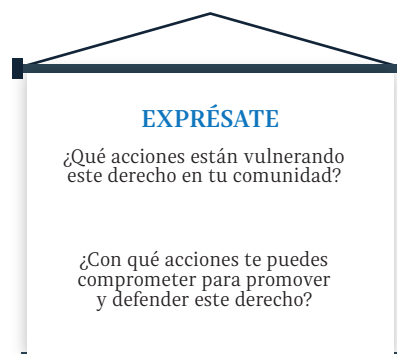 EXPRÉSATE
¿Qué acciones están vulnerando
este derecho en tu comunidad?
¿Con qué acciones te puedes
comprometer para promover
y defender este derecho?